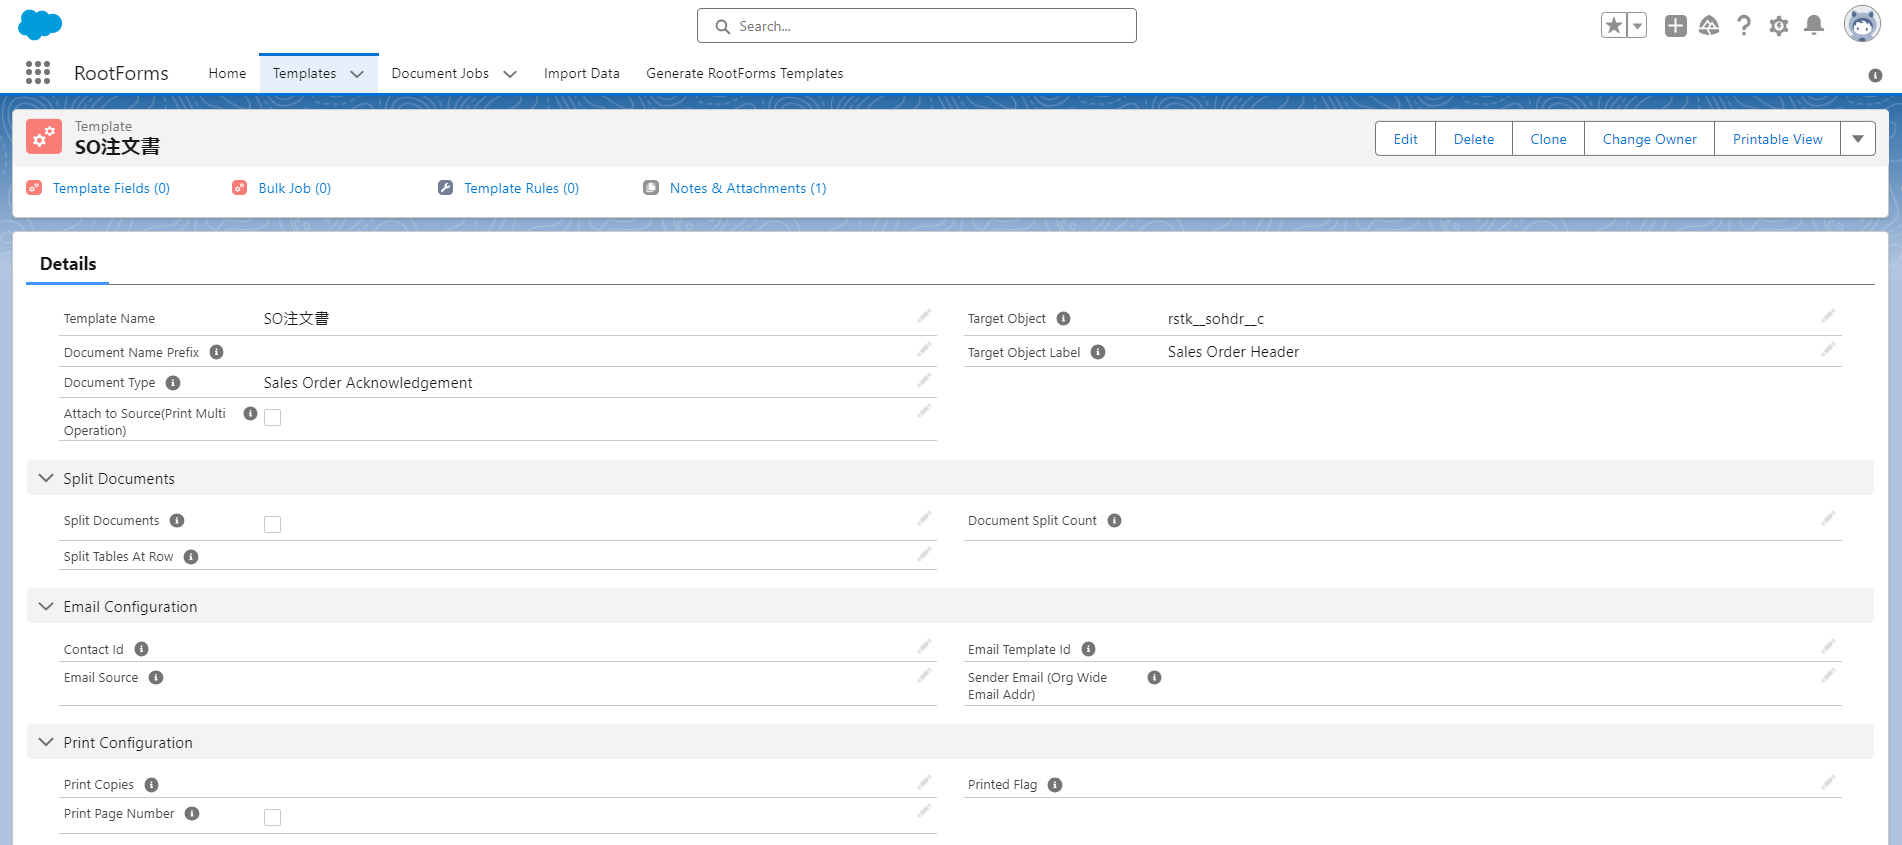 Search...
RootForms
Home
Templates
Document Jobs
Import Data
Generate RootForms Templates
Template
SO注文書
Edit
Delete
Clone
Change Owner
Printable View
Template Fields (0)
Bulk Job (0)
Template Rules (0)
Notes & Attachments (1)
Details
Template Name
SO注文書
Target Object
rstk__sohdr__c
Document Name Prefix
Target Object Label
Sales Order Header
Document Type
Sales Order Acknowledgement
Attach to Source(Print Multi
Operation)
Split Documents
Split Documents
Document Split Count
Split Tables At Row
Email Configuration
Contact Id
Email Template Id
Email Source
Sender Email (Org Wide
Email Addr)
Print Configuration
Print Copies
Printed Flag
Print Page Number